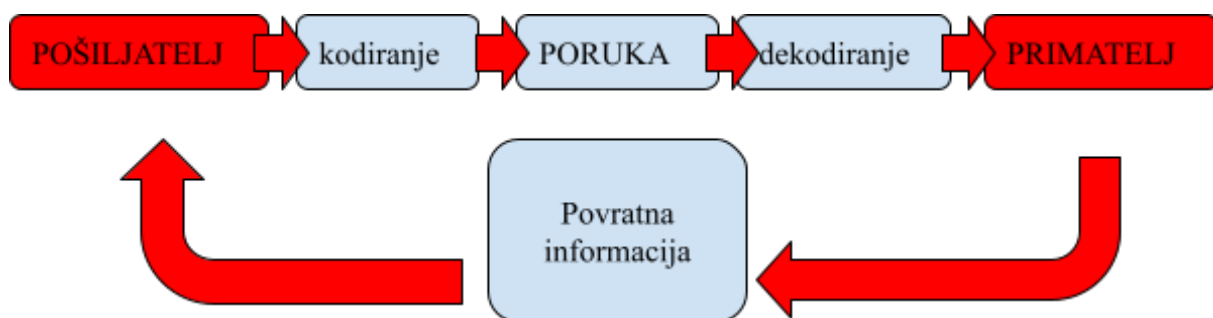 POŠILJATELJ
kodiranje
PORUKA
dekodiranje
PRIMATELJ
Povratna
informacija